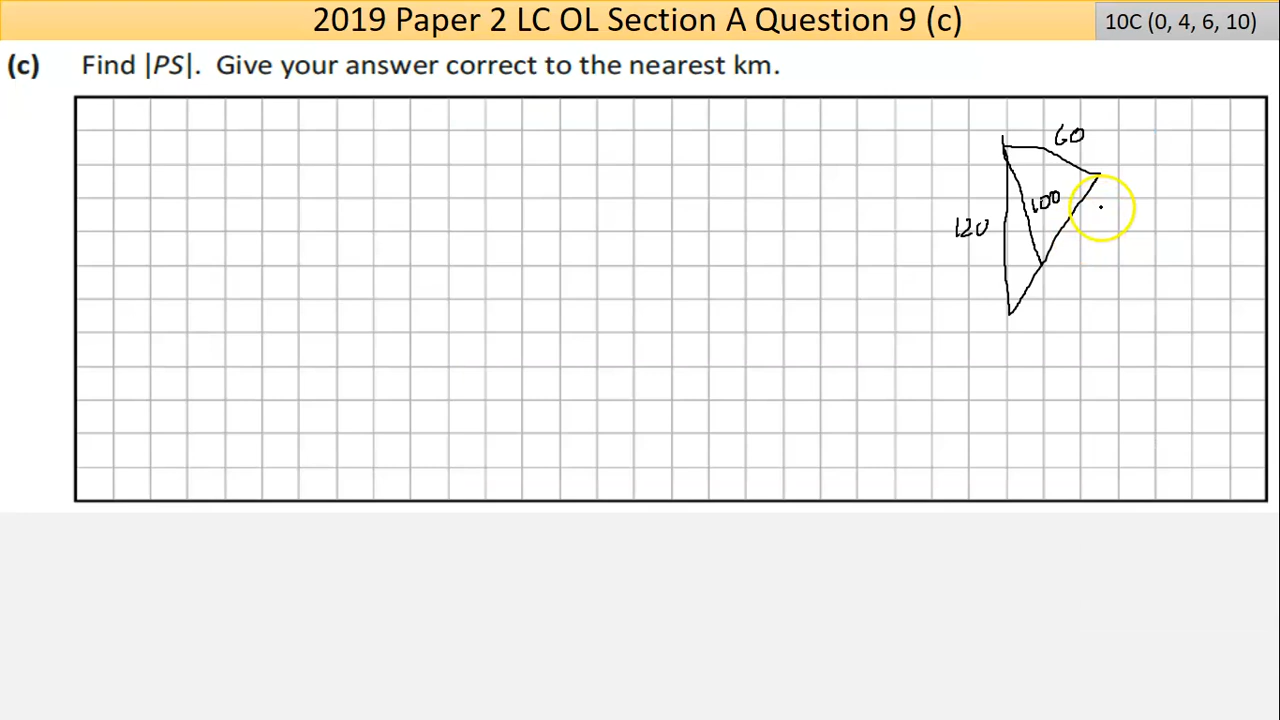 2019 Paper 2 LC OL Section A Question 9 (c)
10C (0, 4, 6, 10)
(c) Find |PS|. Give your answer correct to the nearest km.
60
100
120